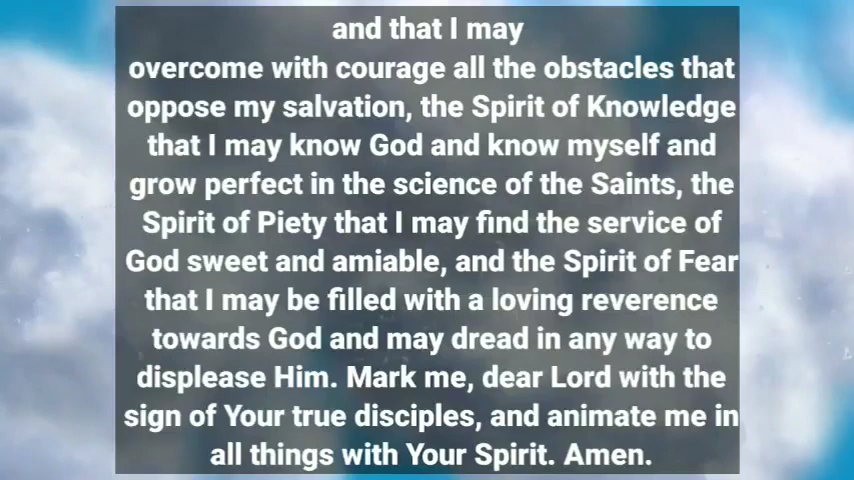 and that I may
overcome with courage all the obstacles that
oppose my salvation, the Spirit of Knowledge
that I may know God and know myself and
grow perfect in the science of the Saints, the
Spirit of Piety that I may find the service of
God sweet and amiable, and the Spirit of Fear
that I may be filled with a loving reverence
towards God and may dread in any way to
displease Him. Mark me, dear Lord with the
sign of Your true disciples, and animate me in
all things with Your Spirit. Amen.